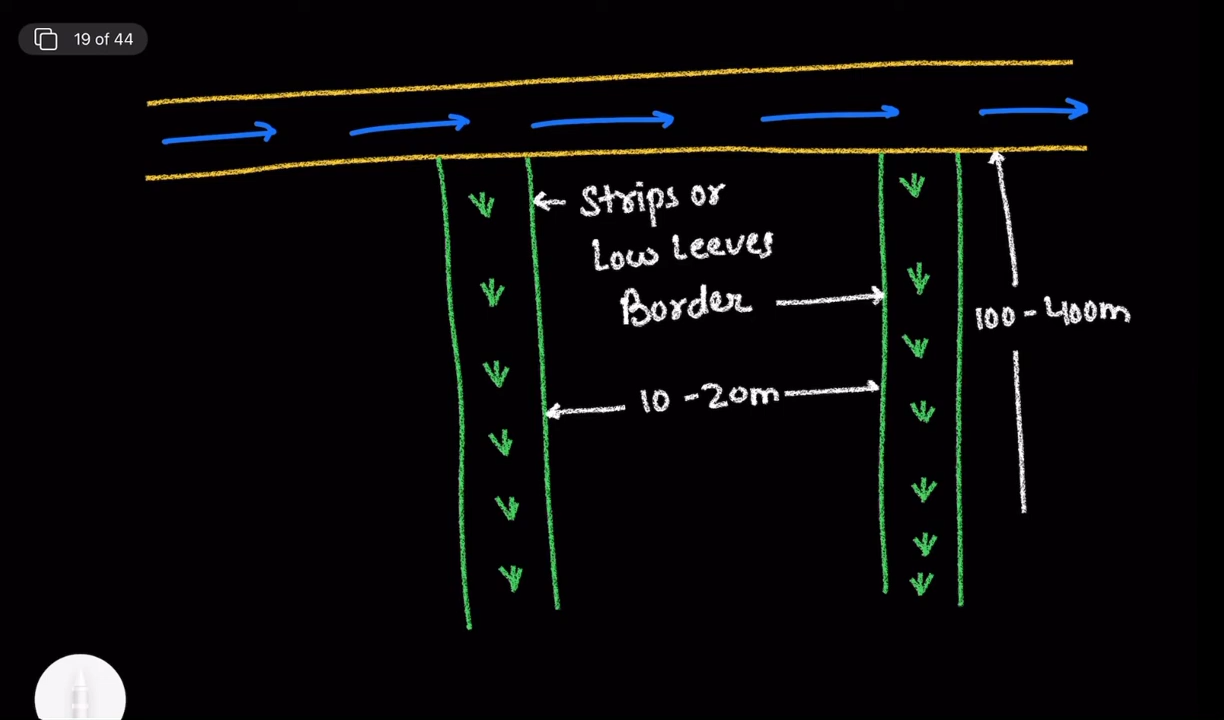 19 of 44
Strips or
Low Leeves
Border
10 - 20m
100 - 400m